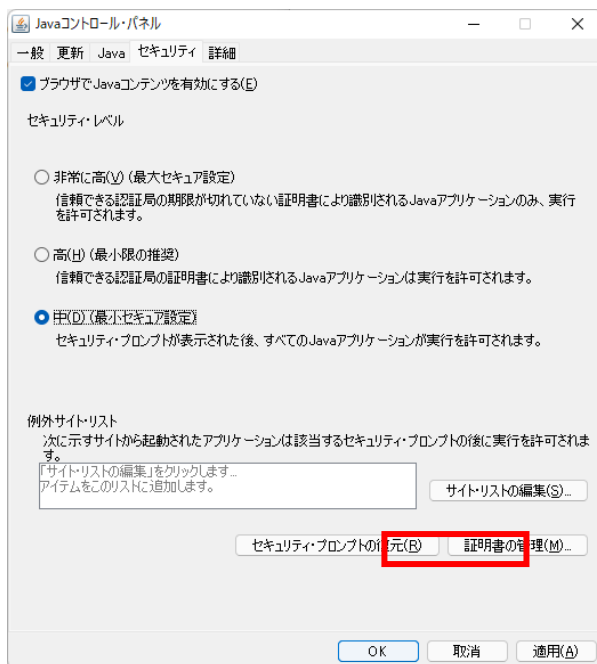 Javaコントロール・パネル
一般 更新 Java セキュリティ 詳細
ブラウザでJavaコンテンツを有効にする(E)
セキュリティ・レベル
非常に高(V) (最大セキュア設定)
信頼できる認証局の期限が切れていない証明書により識別されるJavaアプリケーションのみ、実行
を許可されます。
高(H) (最小限の推奨)
信頼できる認証局の証明書により識別されるJavaアプリケーションは実行を許可されます。
中(D) (最小セキュア設定)
セキュリティ・プロンプトが表示された後、すべてのJavaアプリケーションが実行を許可されます。
例外サイト・リスト
次に示すサイトから起動されたアプリケーションは該当するセキュリティ・プロンプトの後に実行を許可されま
す。
「サイト・リストの編集」をクリックします...
アイテムをこのリストに追加します。
サイト・リストの編集(S)...
セキュリティ・プロンプトの復元(R) 証明書の管理(M)...
OK 取消 適用(A)